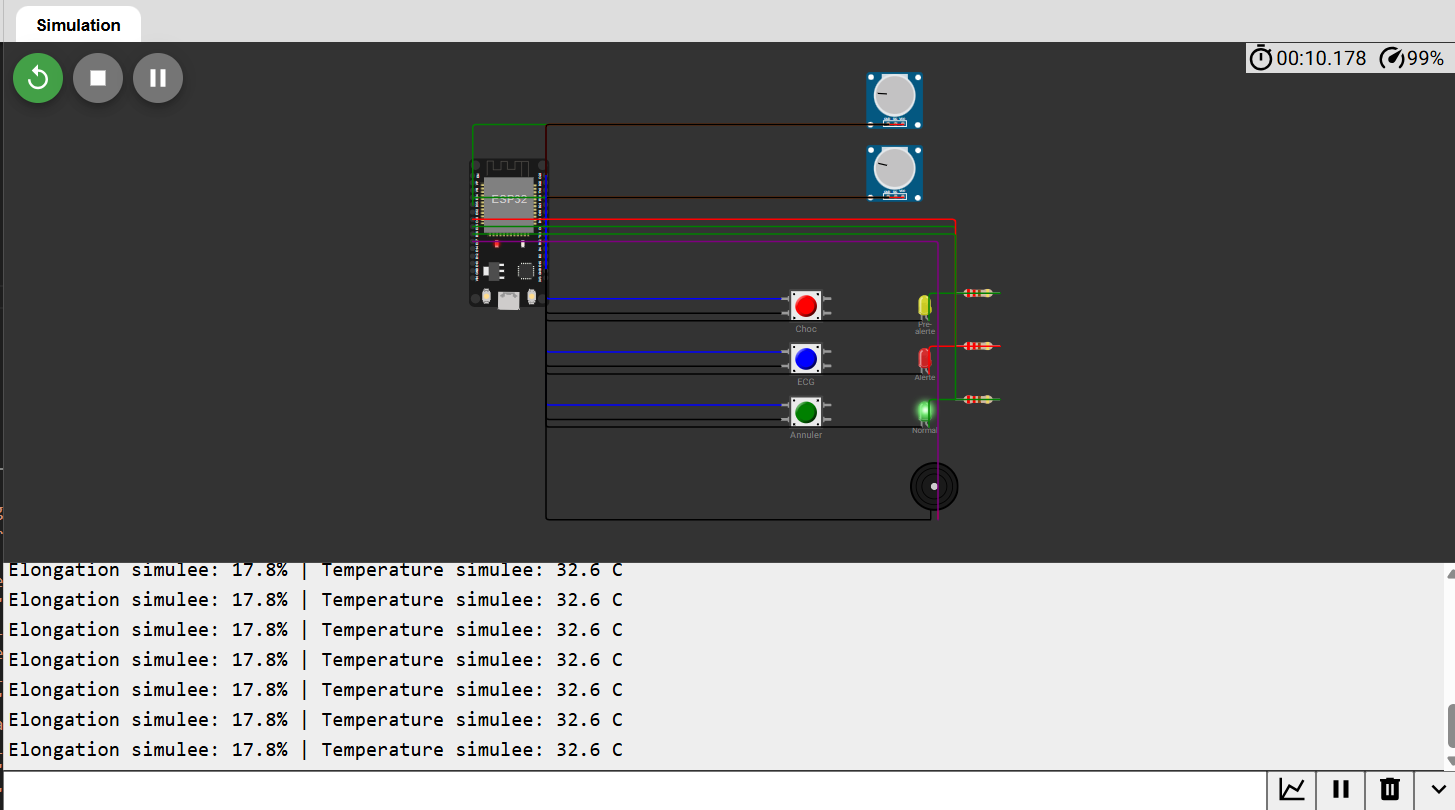 Simulation
00:10.178 99%
ESP32
Choc
Pré-
alerte
ECG
Alerte
Annuler
Normal
Elongation simulee: 17.8% | Temperature simulee: 32.6 C
Elongation simulee: 17.8% | Temperature simulee: 32.6 C
Elongation simulee: 17.8% | Temperature simulee: 32.6 C
Elongation simulee: 17.8% | Temperature simulee: 32.6 C
Elongation simulee: 17.8% | Temperature simulee: 32.6 C
Elongation simulee: 17.8% | Temperature simulee: 32.6 C
Elongation simulee: 17.8% | Temperature simulee: 32.6 C